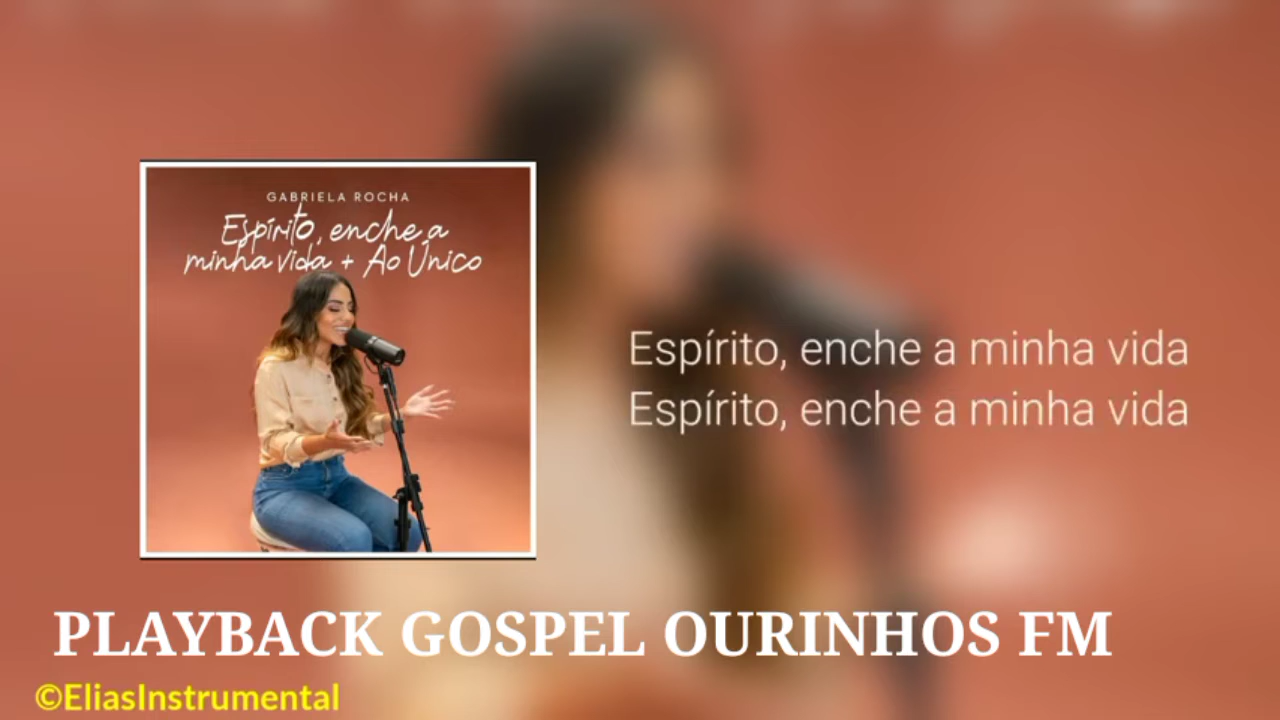 GABRIELA ROCHA
Espírito, enche a
minha vida + Ao Único
Espírito, enche a minha vida
Espírito, enche a minha vida
PLAYBACK GOSPEL OURINHOS FM
©EliasInstrumental